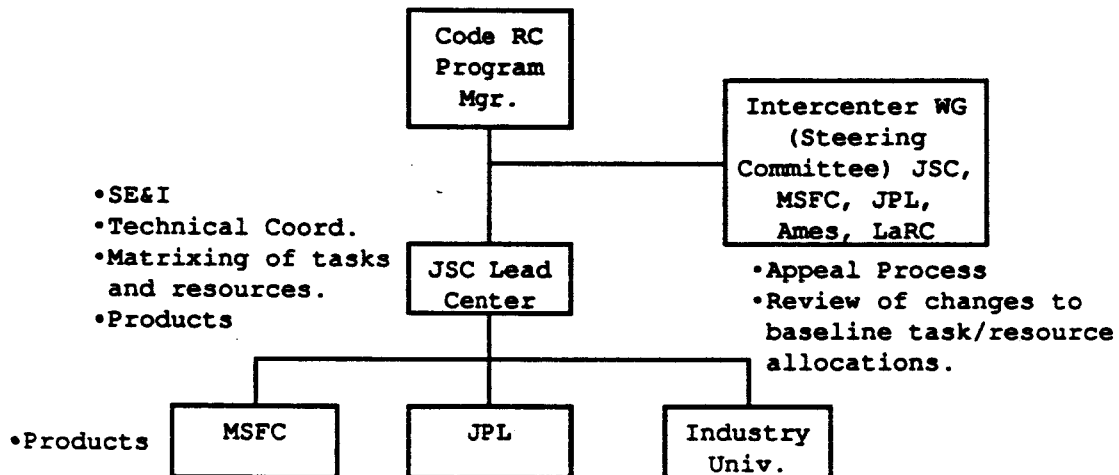 Code RC
Program
Mgr.
Intercenter WG
(Steering
Committee) JSC,
MSFC, JPL,
Ames, LaRC
•SE&I
•Technical Coord.
•Matrixing of tasks
and resources.
•Products
JSC Lead
Center
•Appeal Process
•Review of changes to
baseline task/resource
allocations.
•Products
MSFC
JPL
Industry
Univ.